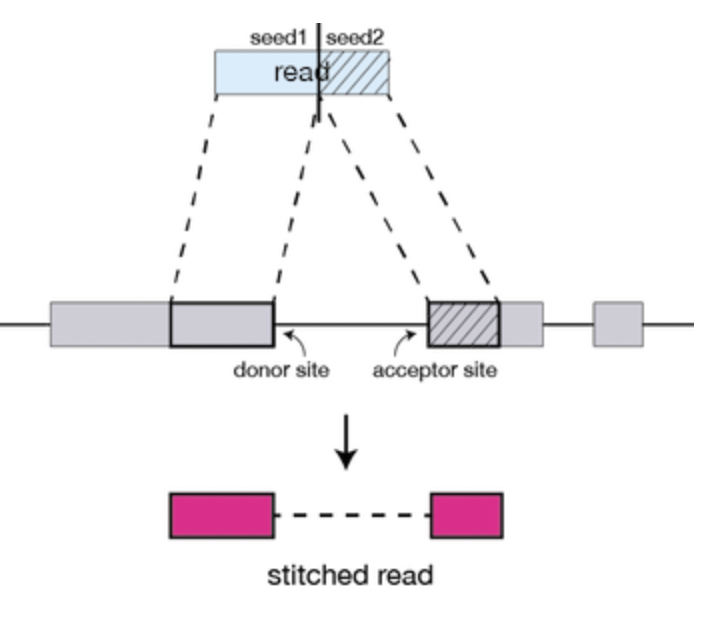 seed1 seed2
read
donor site acceptor site
stitched read